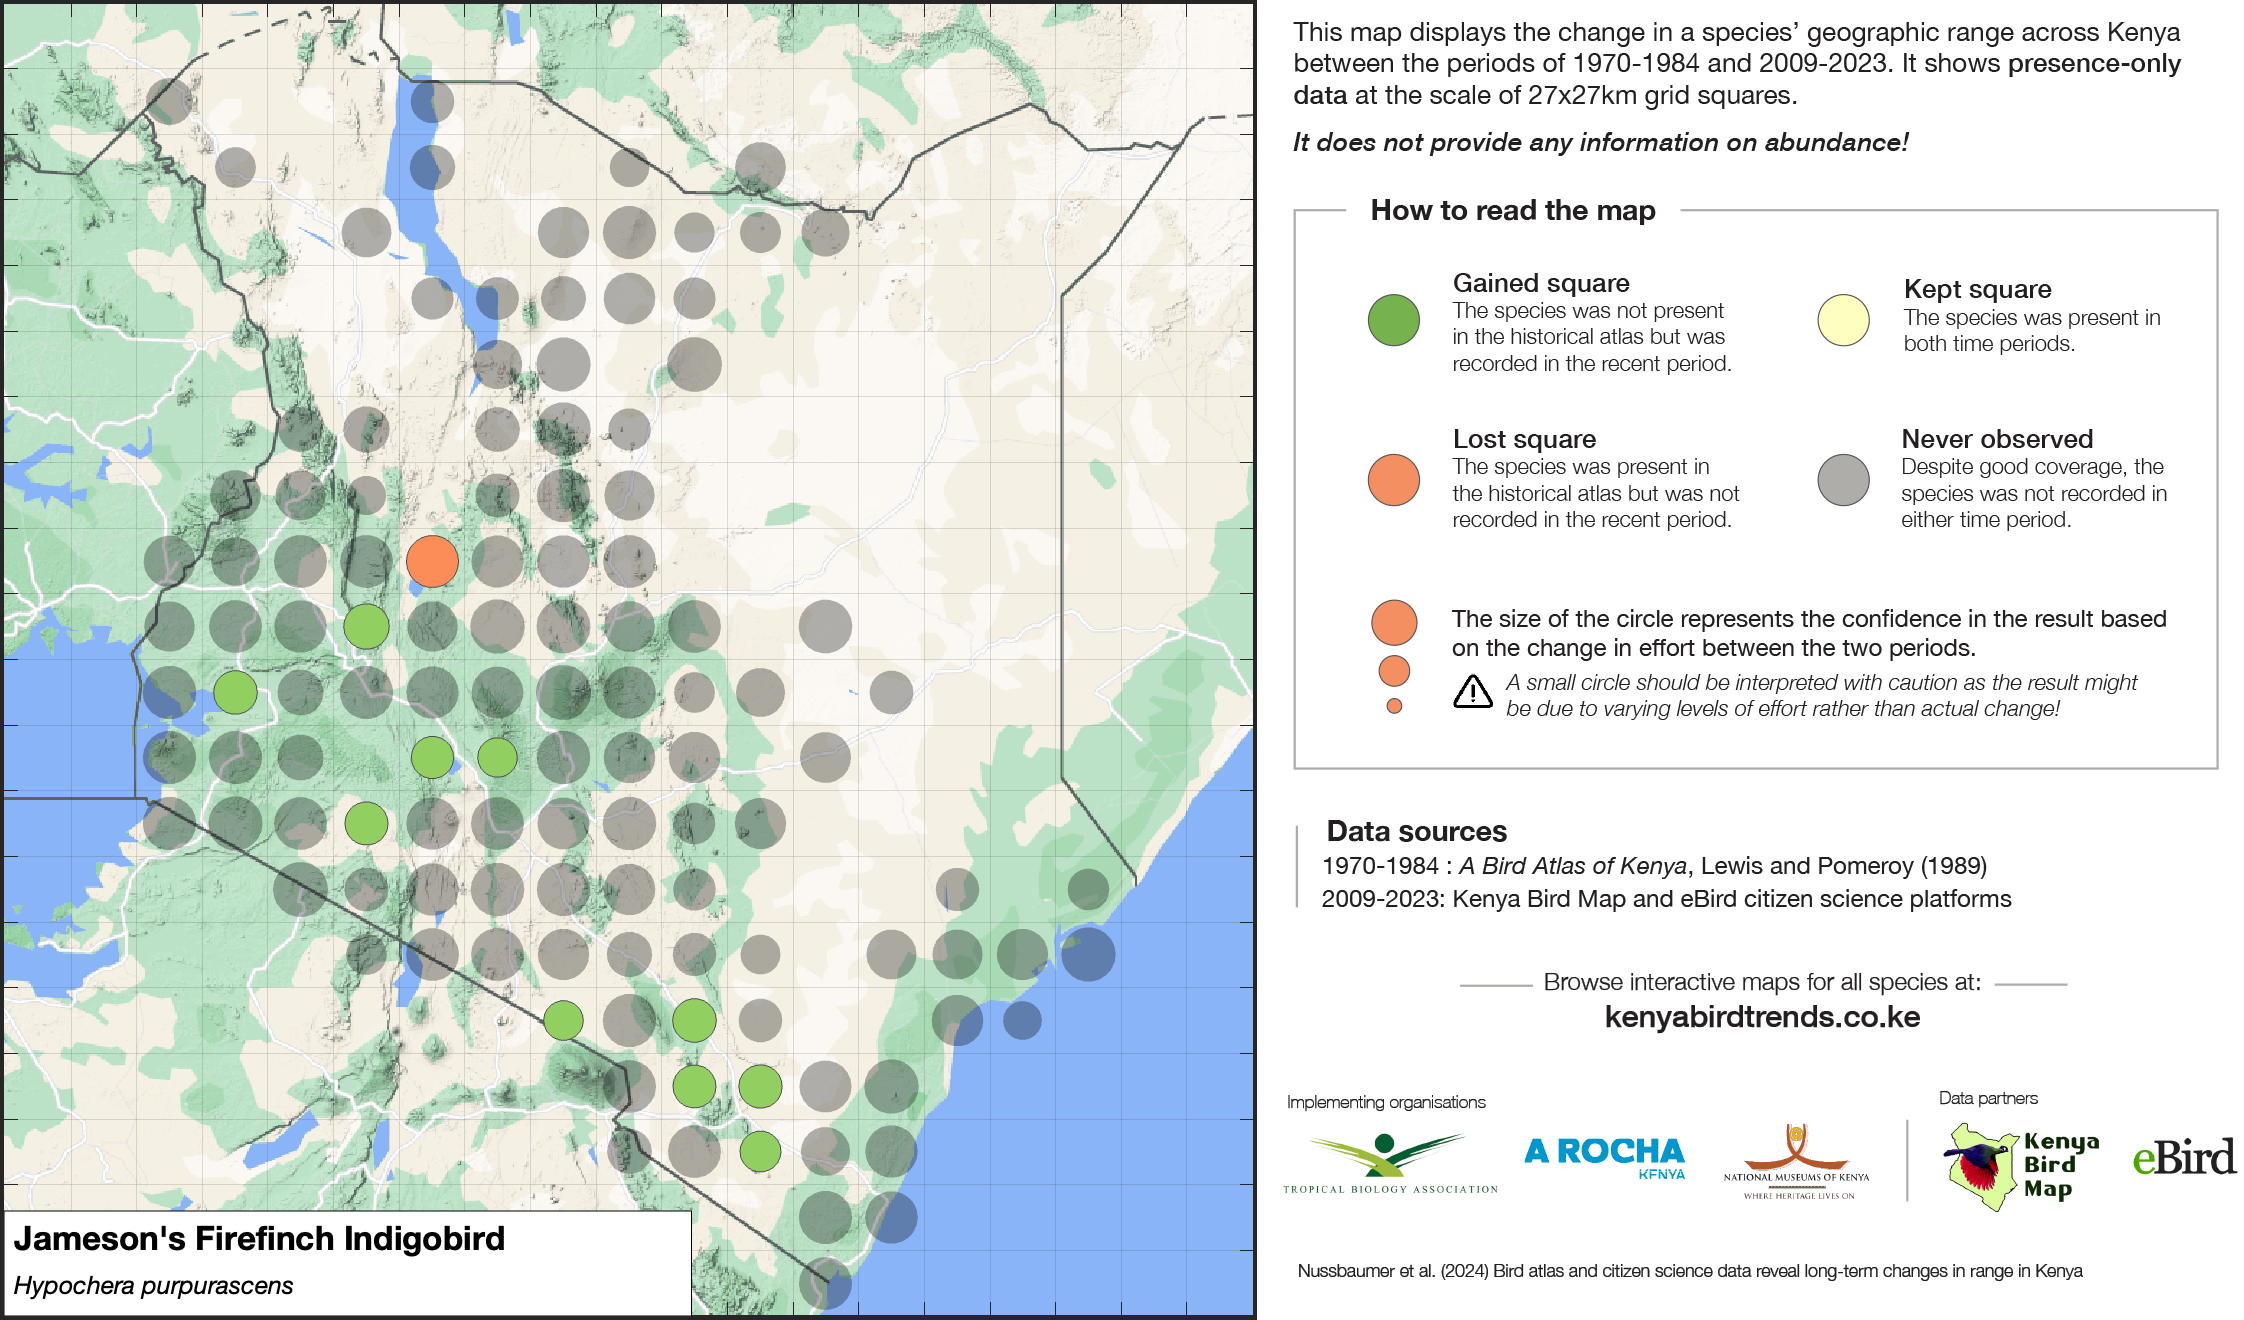 This map displays the change in a species’ geographic range across Kenya
between the periods of 1970-1984 and 2009-2023. It shows presence-only
data at the scale of 27x27km grid squares.
It does not provide any information on abundance!
How to read the map
Gained square
The species was not present
in the historical atlas but was
recorded in the recent period.
Kept square
The species was present in
both time periods.
Lost square
The species was present in
the historical atlas but was not
recorded in the recent period.
Never observed
Despite good coverage, the
species was not recorded in
either time period.
The size of the circle represents the confidence in the result based
on the change in effort between the two periods.
A small circle should be interpreted with caution as the result might
be due to varying levels of effort rather than actual change!
Data sources
1970-1984 : A Bird Atlas of Kenya, Lewis and Pomeroy (1989)
2009-2023: Kenya Bird Map and eBird citizen science platforms
Browse interactive maps for all species at:
kenyabirdtrends.co.ke
Implementing organisations
Data partners
TROPICAL BIOLOGY ASSOCIATION
A ROCHA
KENYA
NATIONAL MUSEUMS OF KENYA
WHERE HERITAGE LIVES ON
Kenya
Bird
Map
eBird
Jameson's Firefinch Indigobird
Hypochera purpurascens
Nussbaumer et al. (2024) Bird atlas and citizen science data reveal long-term changes in range in Kenya